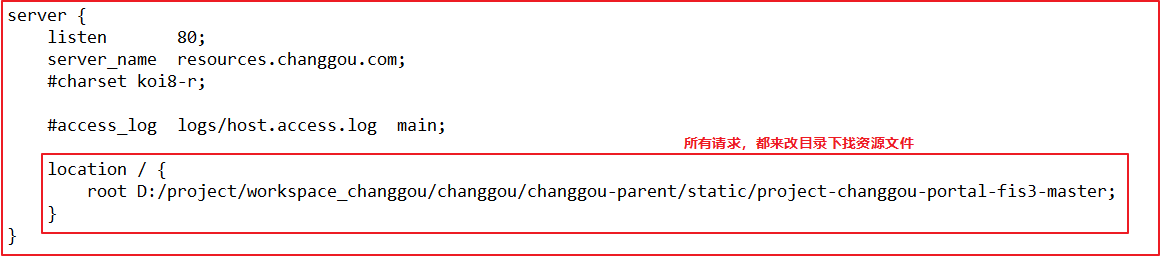 server {
    listen       80;
    server_name  resources.changgou.com;
    #charset koi8-r;
    #access_log  logs/host.access.log  main;
所有请求，都来改目录下找资源文件
    location / {
        root D:/project/workspace_changgou/changgou/changgou-parent/static/project-changgou-portal-fis3-master;
    }
}